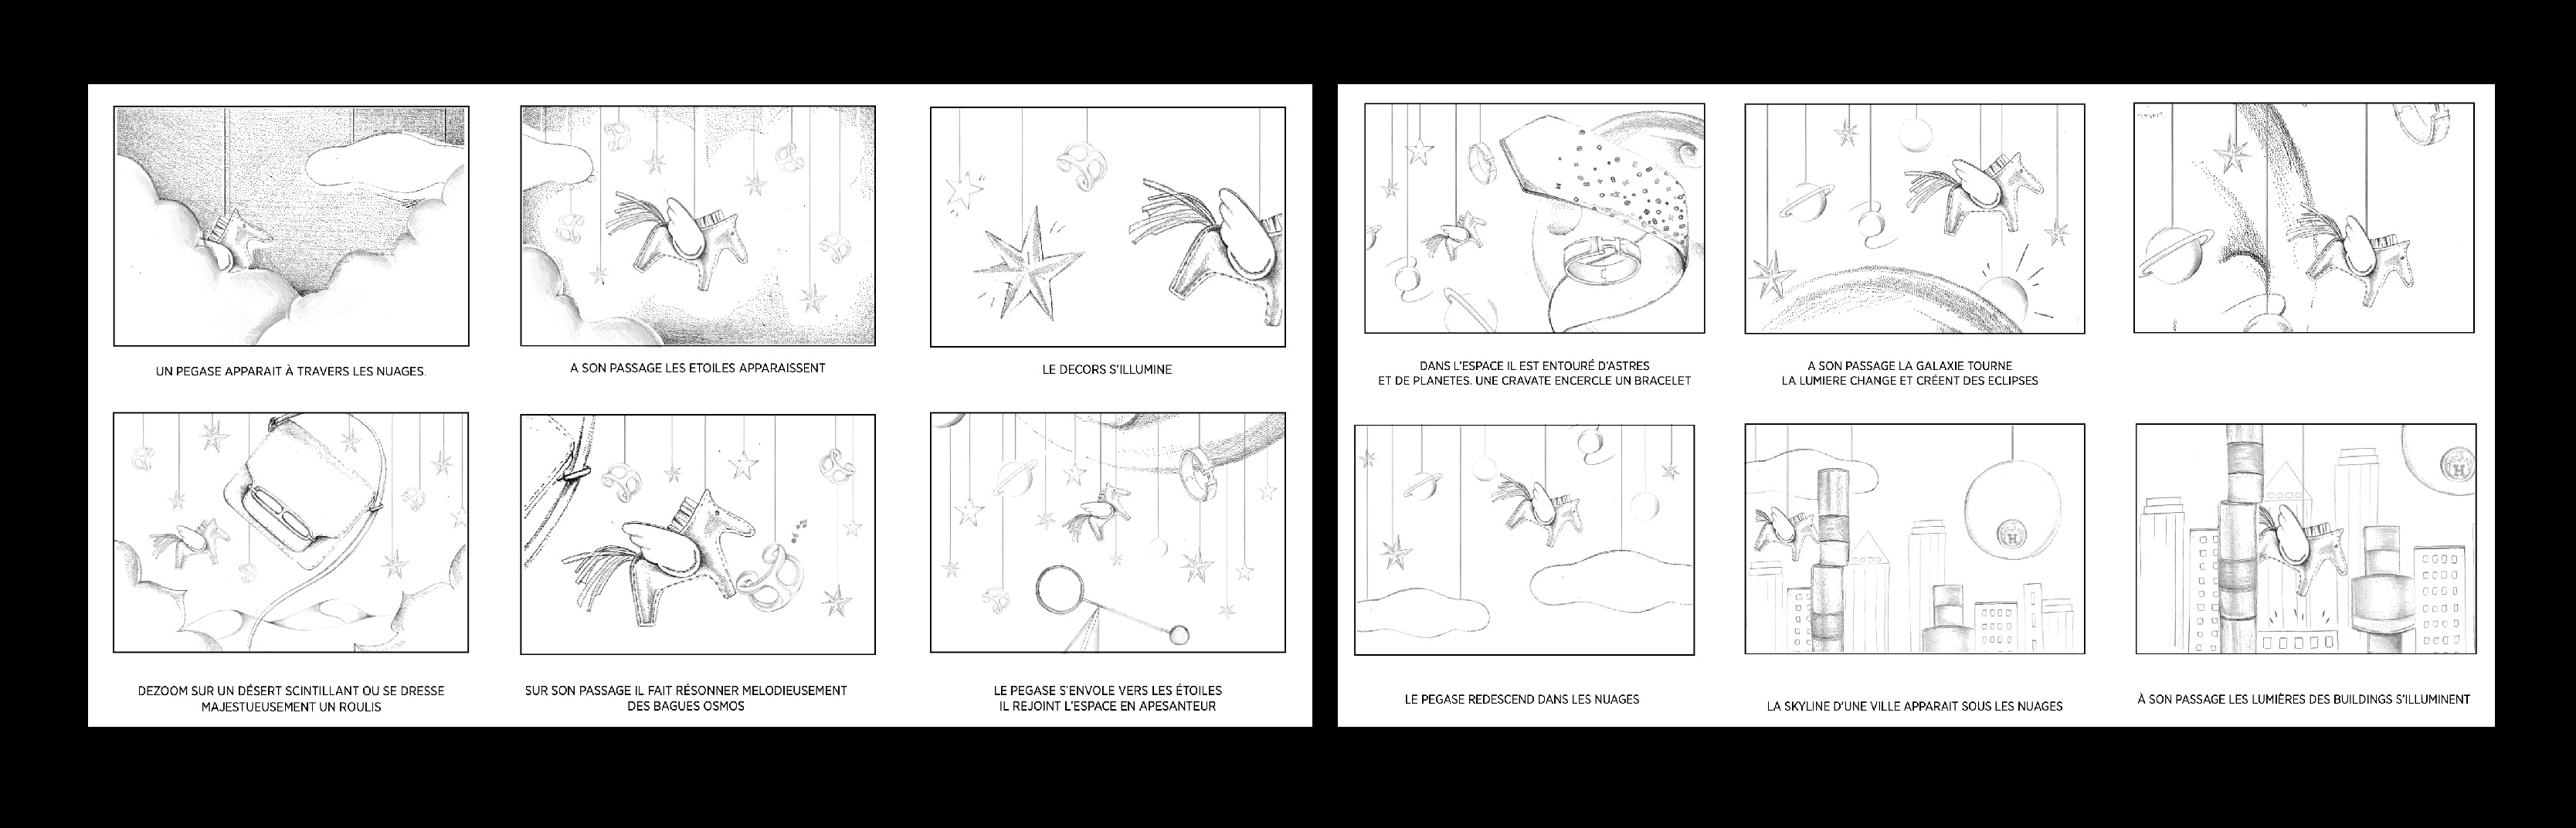 UN PEGASE APPARAIT À TRAVERS LES NUAGES.
A SON PASSAGE LES ETOILES APPARAISSENT
LE DECORS S'ILLUMINE
DEZOOM SUR UN DÉSERT SCINTILLANT OU SE DRESSE
MAJESTUEUSEMENT UN ROULIS
SUR SON PASSAGE IL FAIT RÉSONNER MELODIEUSEMENT
DES BAGUES OSMOS
LE PEGASE S'ENVOLE VERS LES ÉTOILES
IL REJOINT L'ESPACE EN APESANTEUR
DANS L'ESPACE IL EST ENTOURÉ D'ASTRES
ET DE PLANETES. UNE CRAVATE ENCERCLE UN BRACELET
A SON PASSAGE LA GALAXIE TOURNE
LA LUMIERE CHANGE ET CRÉENT DES ECLIPSES
LE PEGASE REDESCEND DANS LES NUAGES
H
LA SKYLINE D'UNE VILLE APPARAIT SOUS LES NUAGES
H
À SON PASSAGE LES LUMIÈRES DES BUILDINGS S'ILLUMINENT